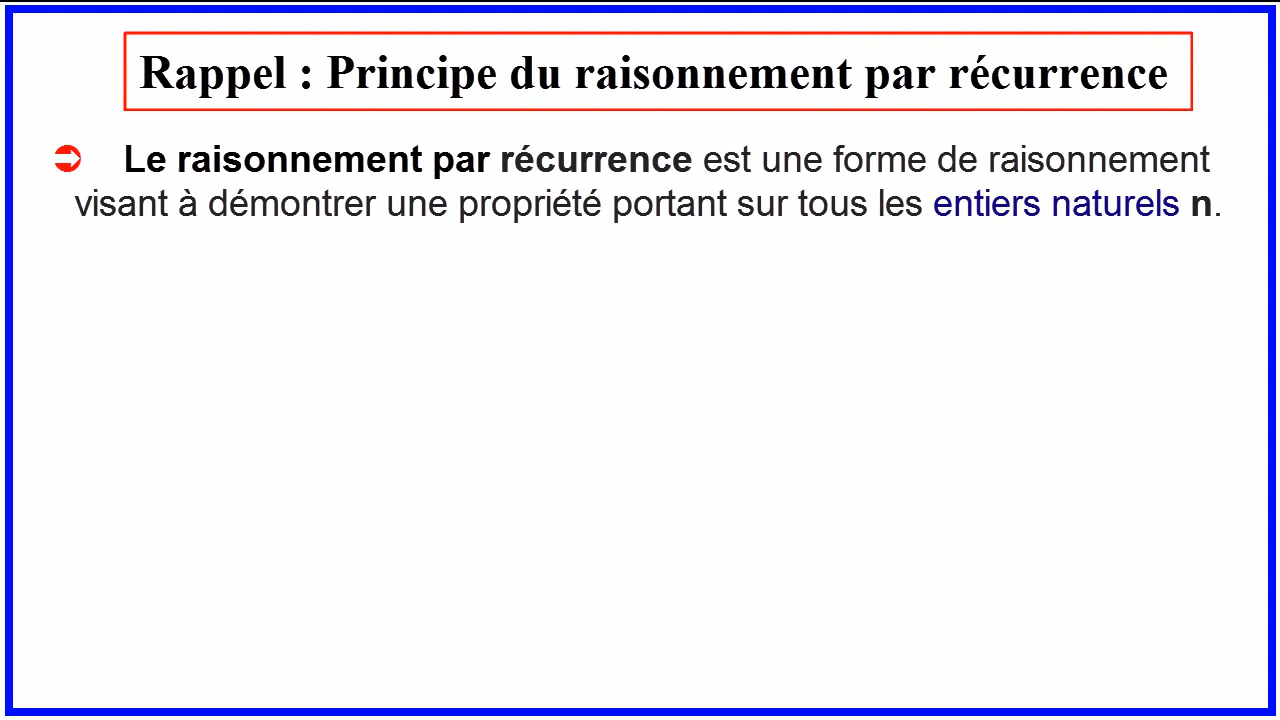 Rappel : Principe du raisonnement par récurrence
Le raisonnement par récurrence est une forme de raisonnement
visant à démontrer une propriété portant sur tous les entiers naturels n.